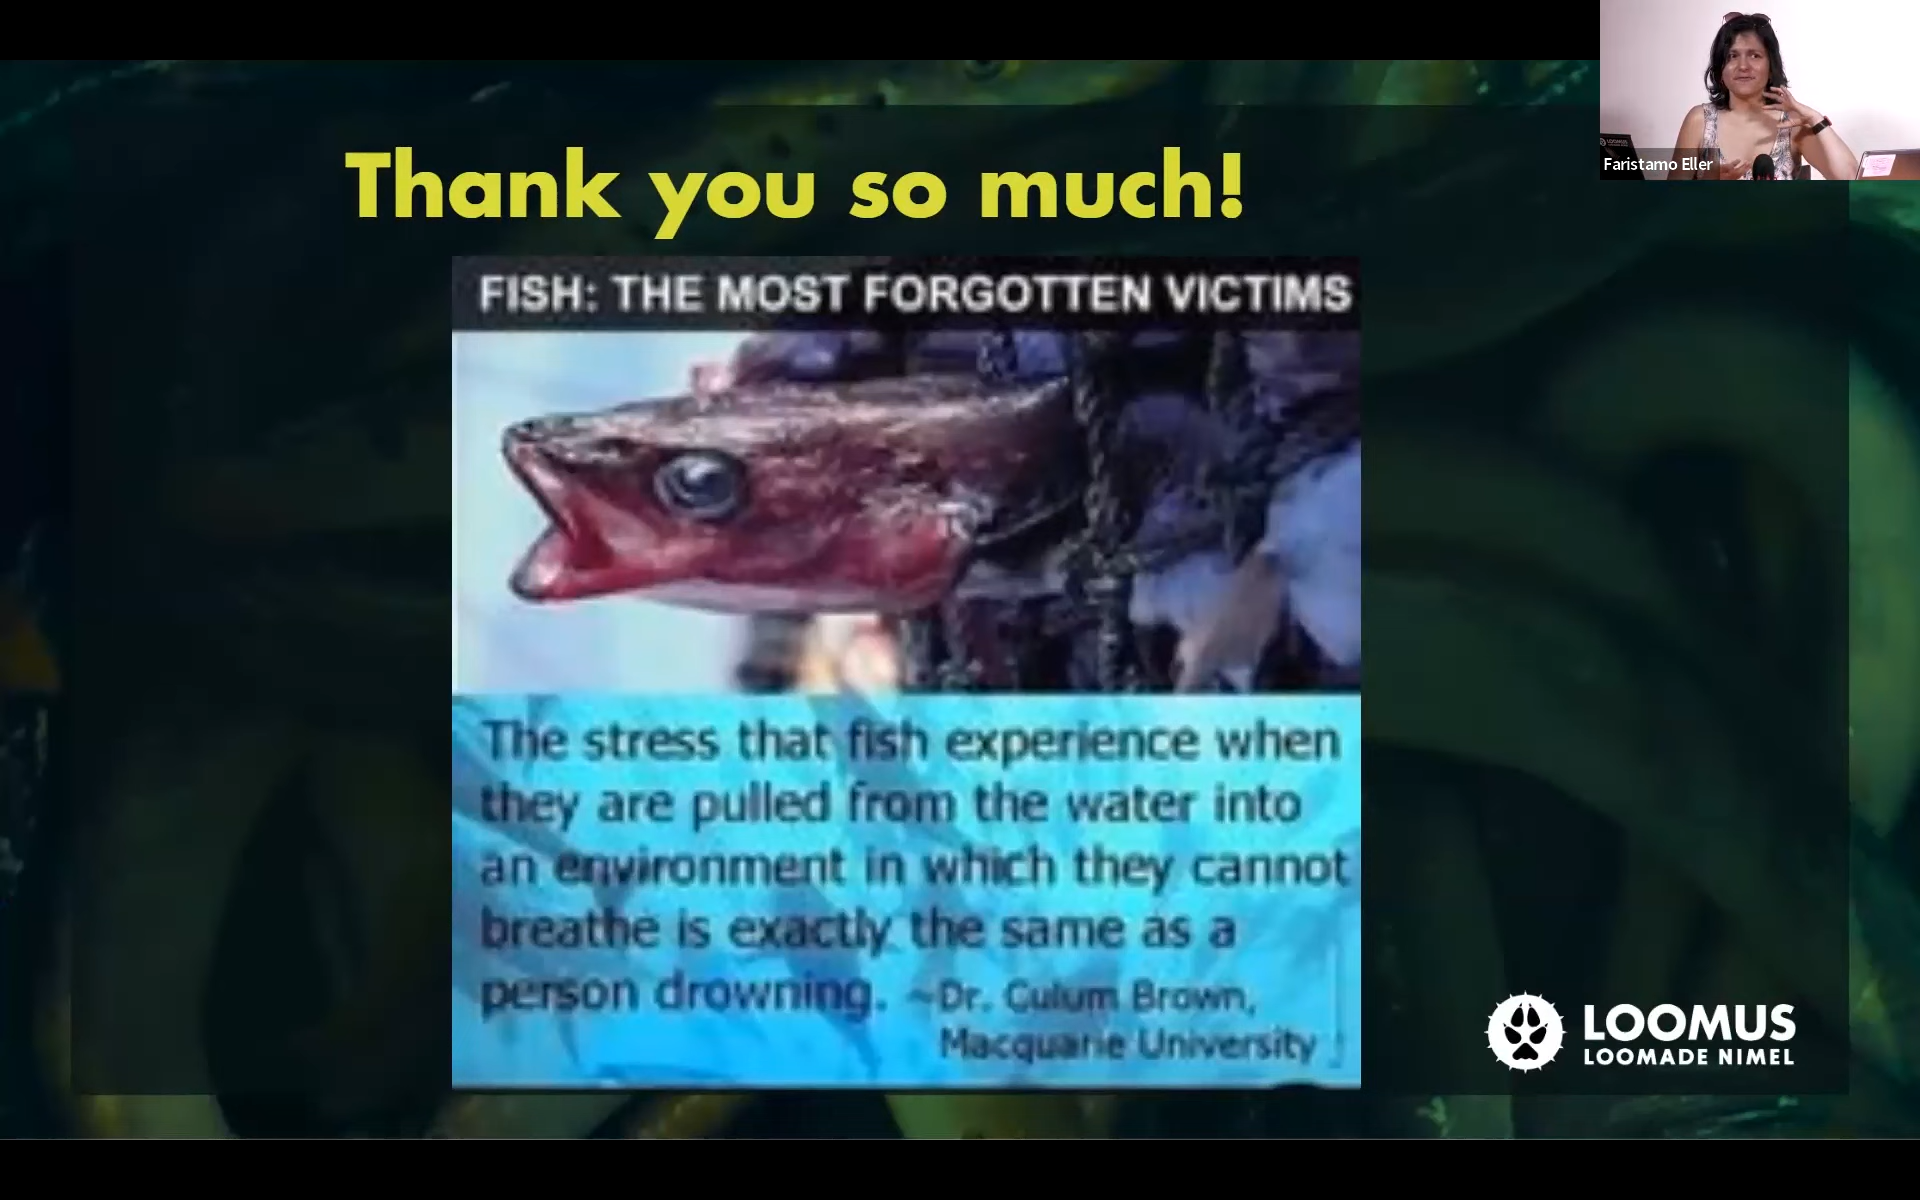 Thank you so much!
FISH: THE MOST FORGOTTEN VICTIMS
The stress that fish experience when
they are pulled from the water into
an environment in which they cannot
breathe is exactly the same as a
person drowning. ~Dr. Culum Brown,
Macquarie University
LOOMUS
LOOMADE NIMEL
Faristamo Eller